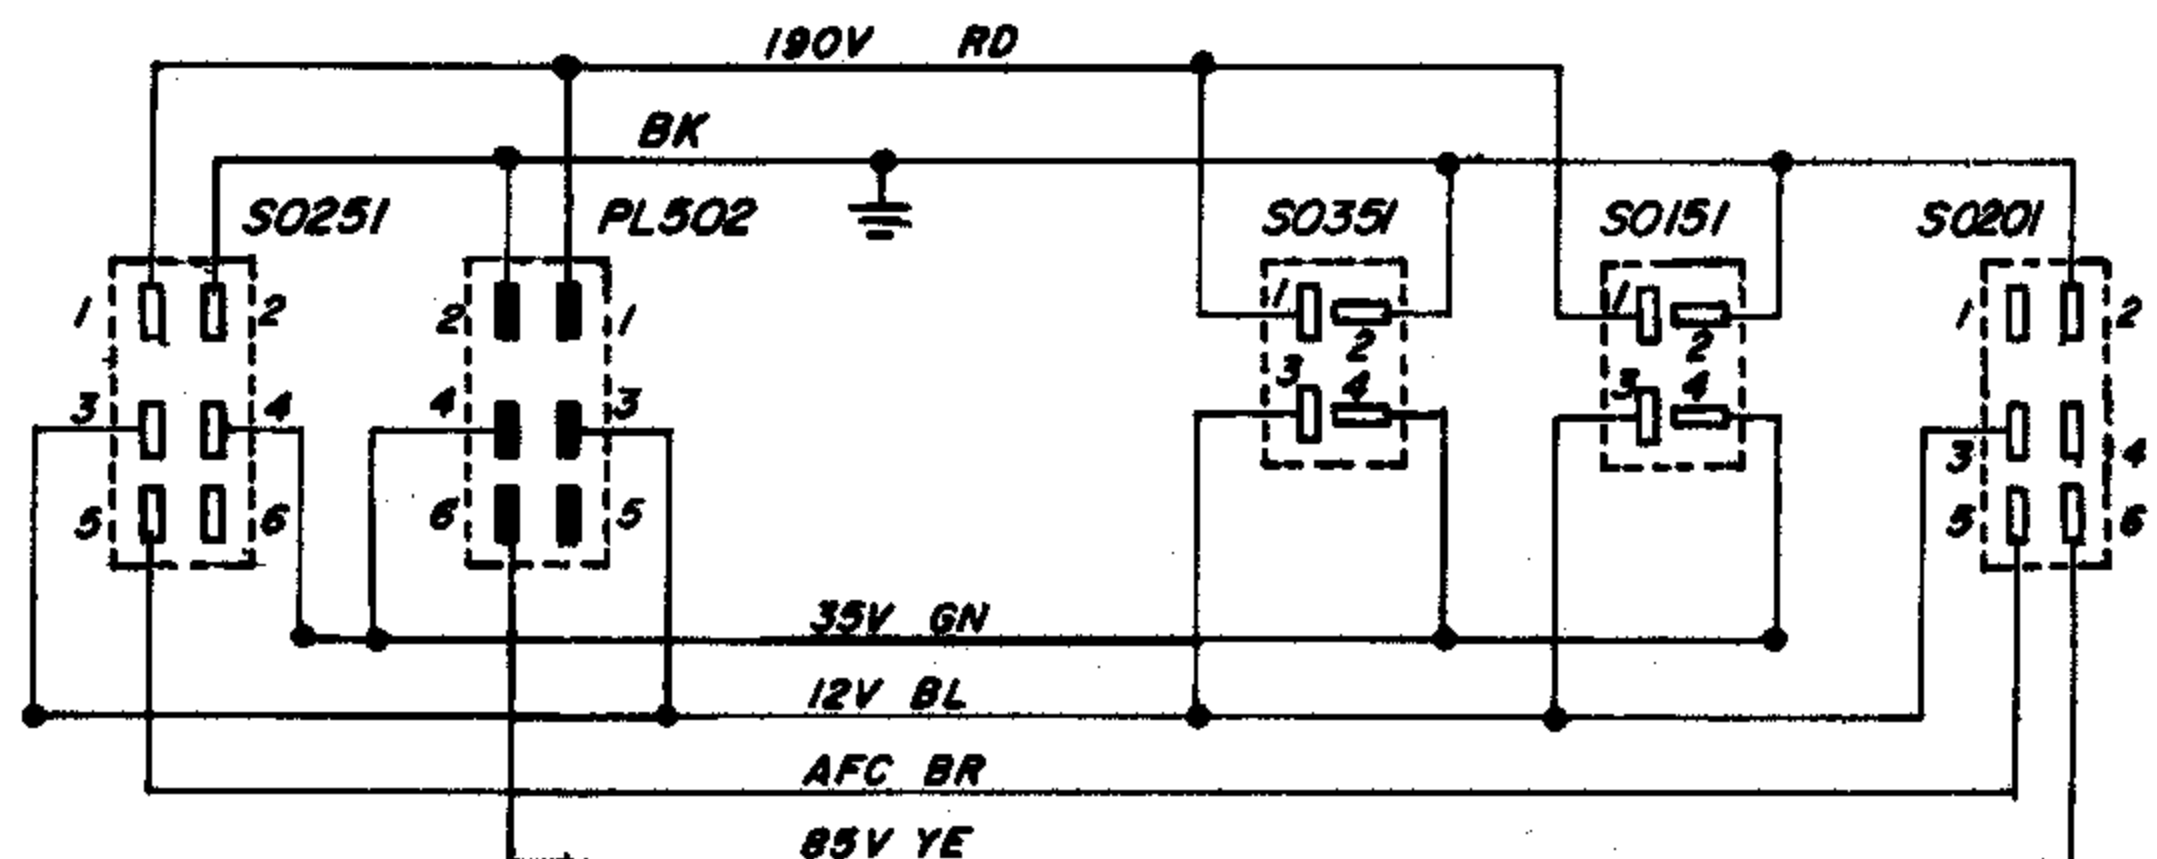 190V RD
BK
SO251 PL502 SO351 SO151 SO201
1 2 2 1 1 2 1 2 1 2
3 4 4 3 3 4 3 4 3 4
5 6 6 5 5 6
35V GN
12V BL
AFC BR
85V YE